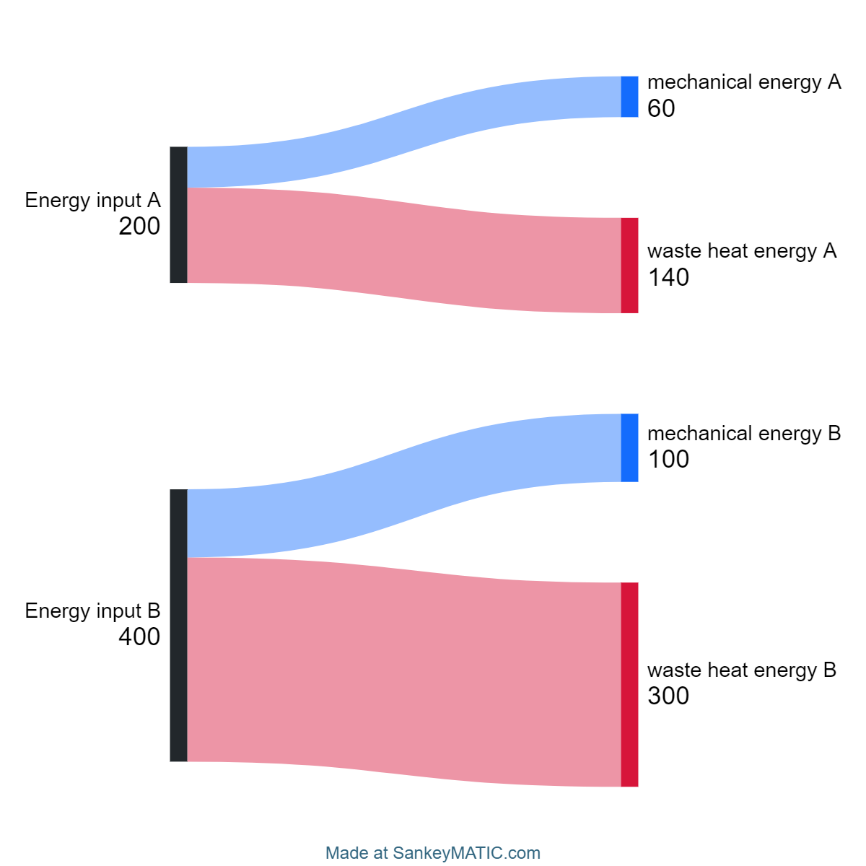 mechanical energy A
60
Energy input A
200
waste heat energy A
140
mechanical energy B
100
Energy input B
400
waste heat energy B
300
Made at SankeyMATIC.com